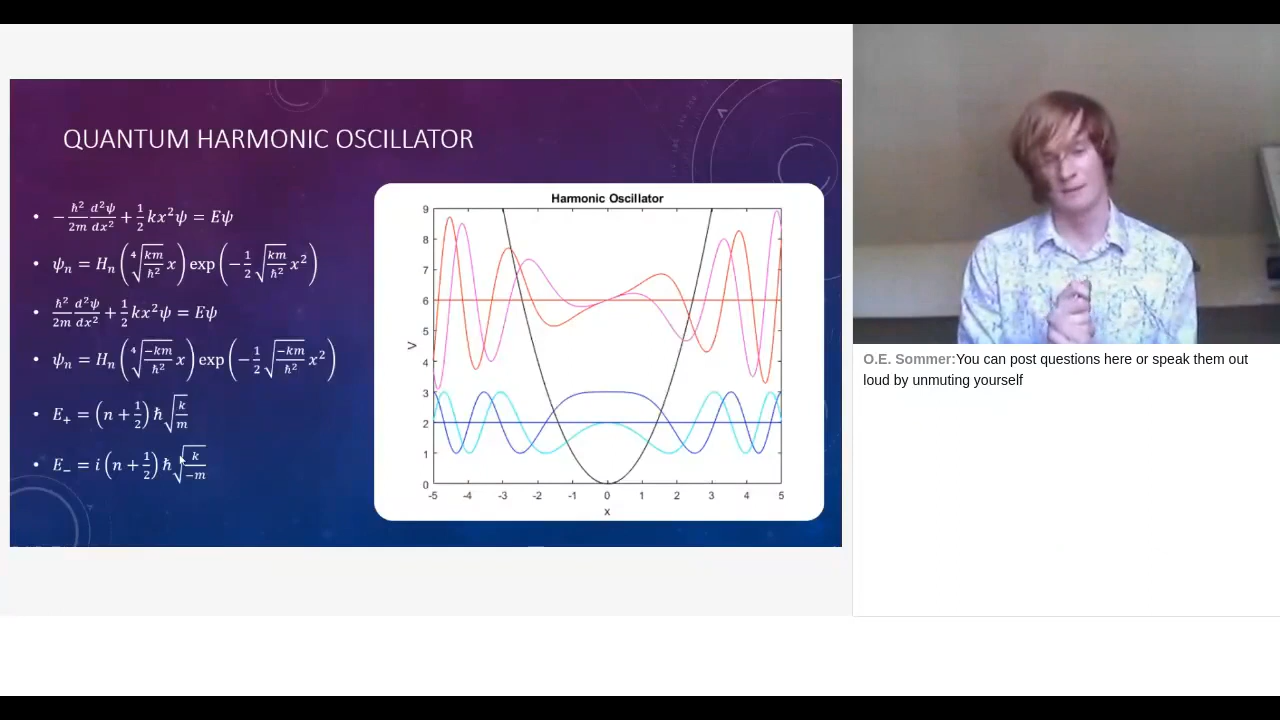 QUANTUM HARMONIC OSCILLATOR
• −ħ²/2m d²ψ/dx² + 1/2 kx²ψ = Eψ
• ψₙ = Hₙ(∜(km/ħ²) x) exp(−1/2 √(km/ħ²) x²)
• ħ²/2m d²ψ/dx² + 1/2 kx²ψ = Eψ
• ψₙ = Hₙ(∜(−km/ħ²) x) exp(−1/2 √(−km/ħ²) x²)
• E₊ = (n + 1/2) ħ √(k/m)
• E₋ = i (n + 1/2) ħ √(k/−m)
Harmonic Oscillator
9
8
7
6
5
V
4
3
2
1
0
-5 -4 -3 -2 -1 0 1 2 3 4 5
x
O.E. Sommer:You can post questions here or speak them out
loud by unmuting yourself